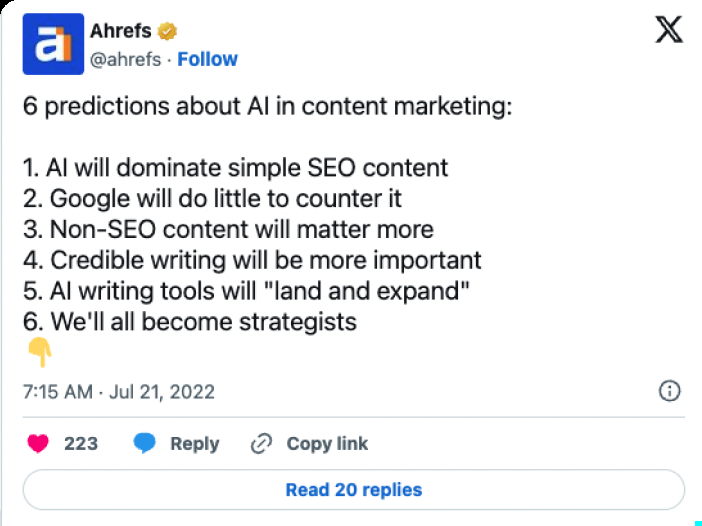 Ahrefs
@ahrefs · Follow
6 predictions about AI in content marketing:
1. AI will dominate simple SEO content
2. Google will do little to counter it
3. Non-SEO content will matter more
4. Credible writing will be more important
5. AI writing tools will "land and expand"
6. We'll all become strategists
7:15 AM · Jul 21, 2022
223 Reply Copy link
Read 20 replies